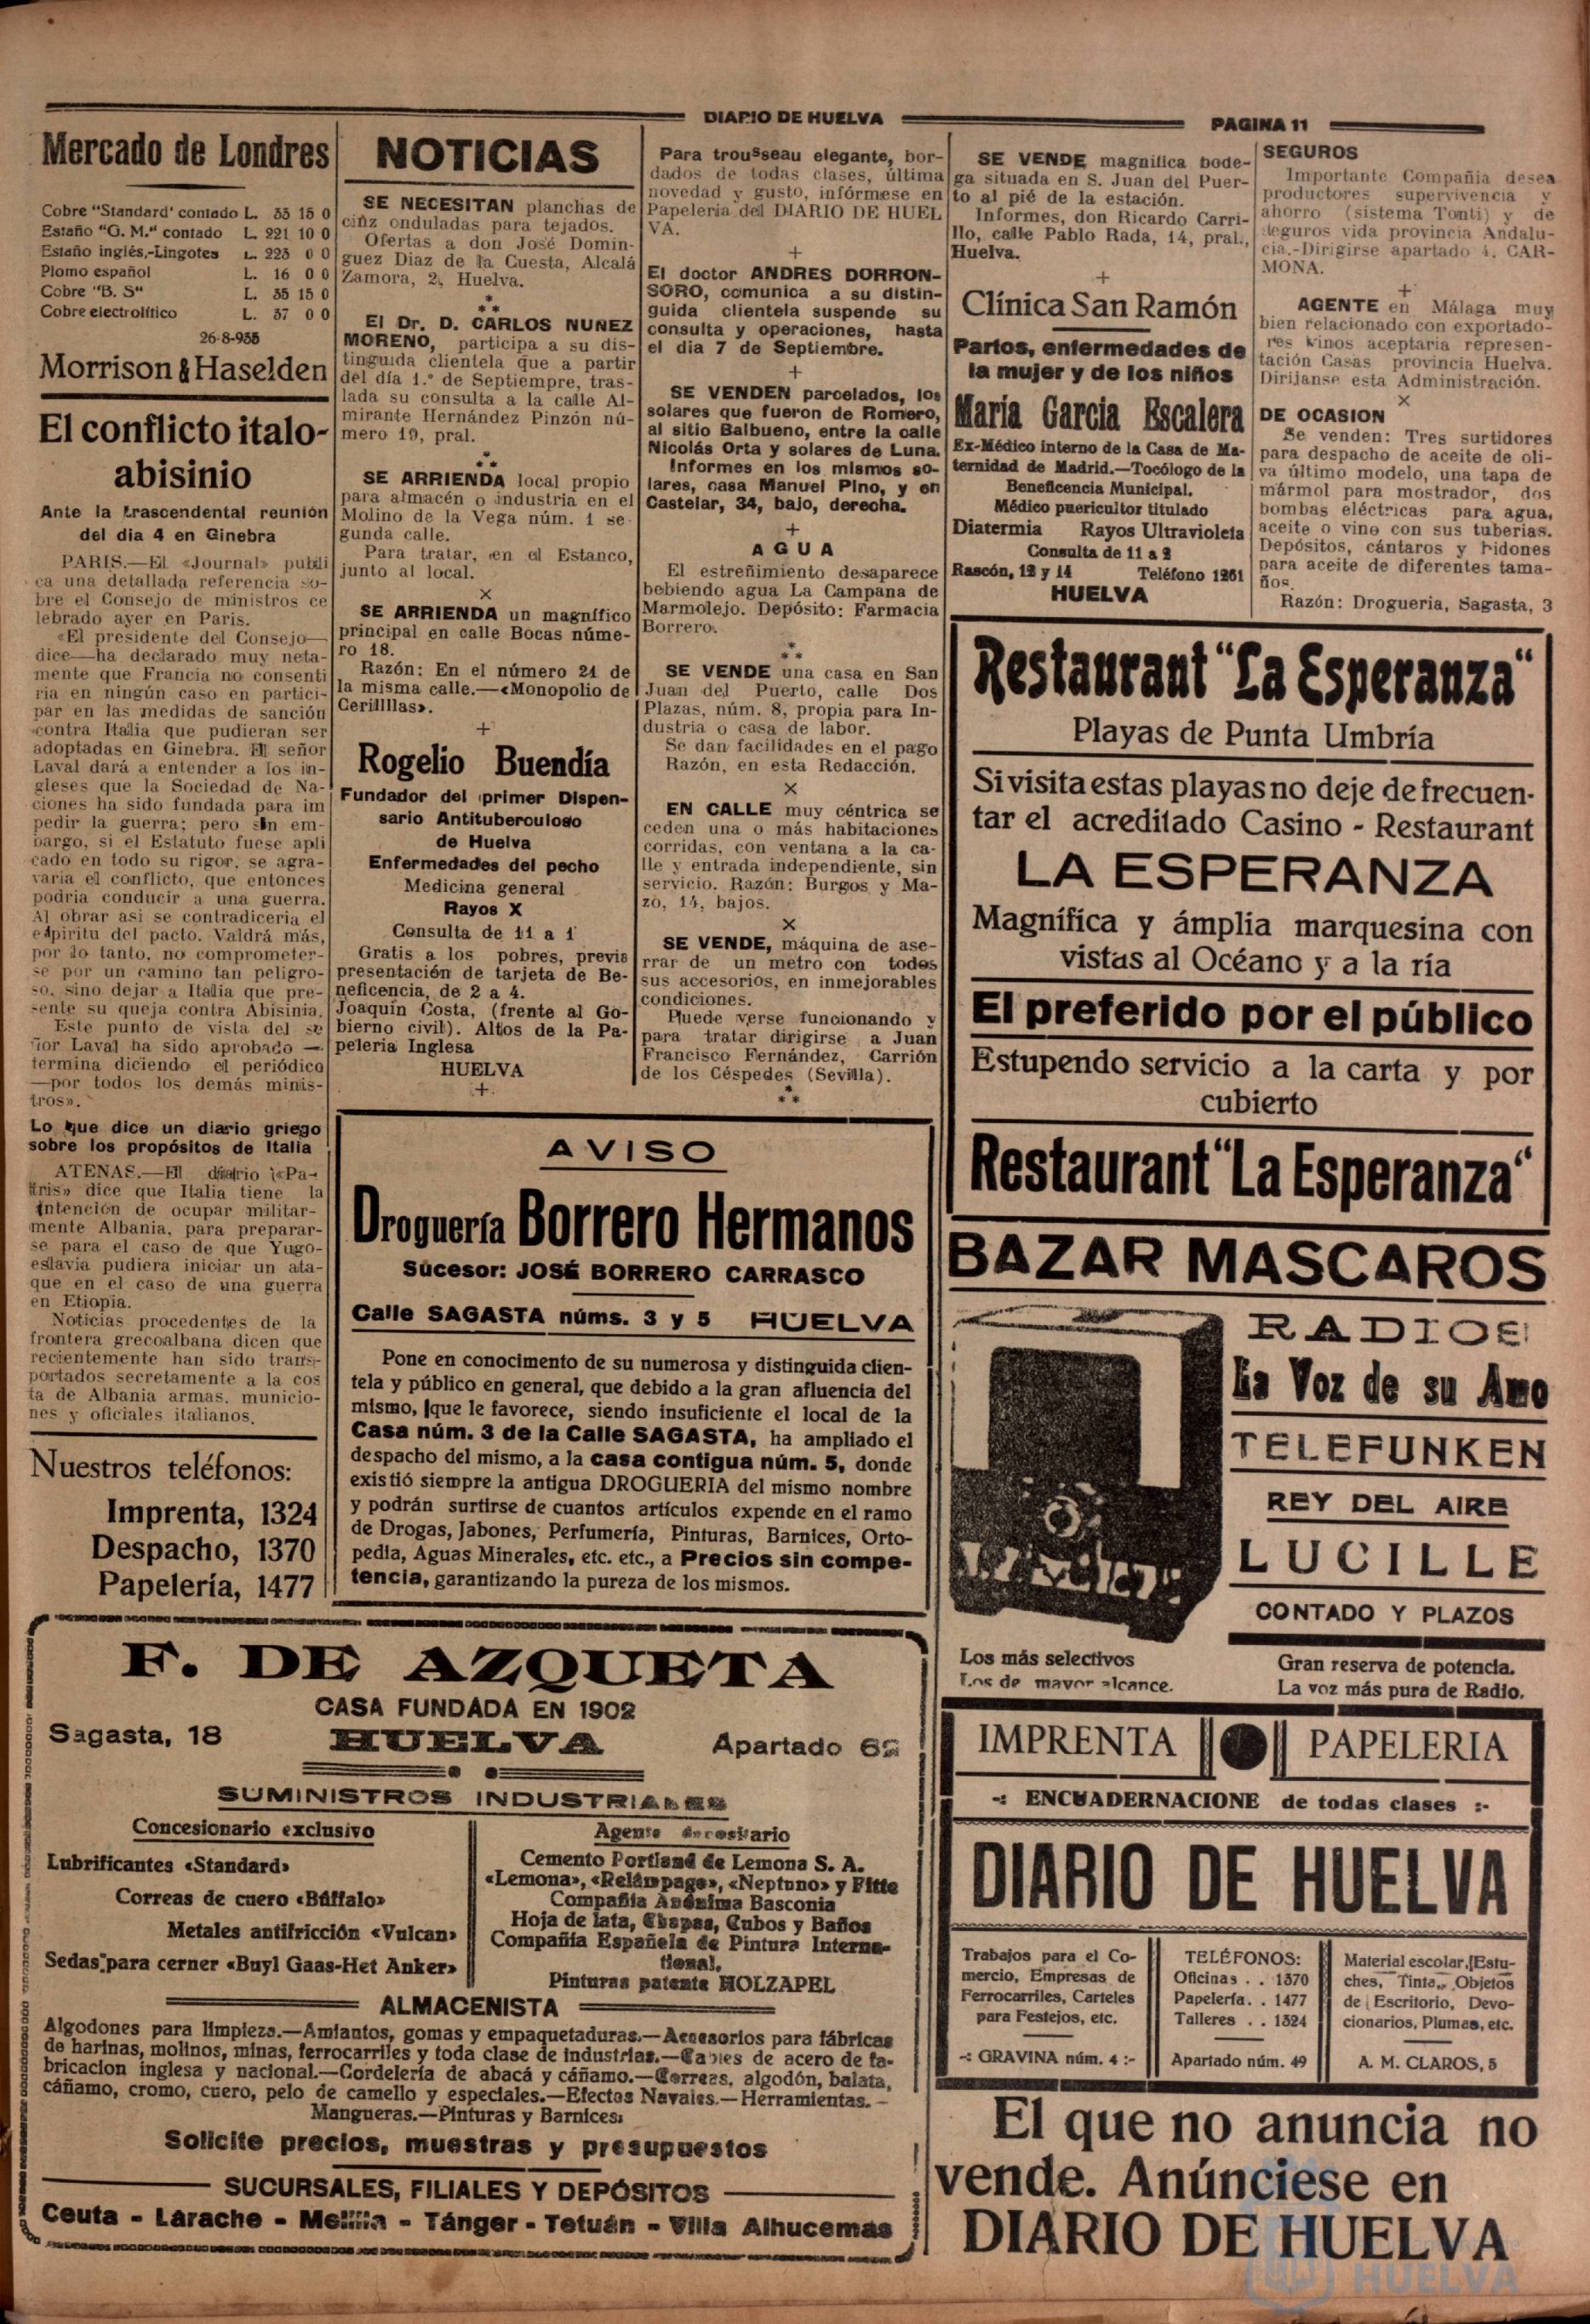 DIARIO DE HUELVA
PAGINA 11
Mercado de Londres
Cobre "Standard' contado L. 33 15 0
Estaño "G. M." contado L. 221 10 0
Estaño inglés.-Lingotes L. 223 0 0
Plomo español L. 16 0 0
Cobre "B. S" L. 35 15 0
Cobre electrolítico L. 37 0 0
26-8-935
Morrison & Haselden
El conflicto italo-
abisinio
Ante la trascendental reunión
del dia 4 en Ginebra
PARIS.—El «Journal» publi
ca una detallada referencia so-
bre el Consejo de ministros ce
lebrado ayer en Paris.
«El presidente del Consejo—
dice—ha declarado muy neta-
mente que Francia no consenti
ria en ningún caso en partici-
par en las medidas de sanción
contra Italia que pudieran ser
adoptadas en Ginebra. El señor
Laval dará a entender a los in-
gleses que la Sociedad de Na-
ciones ha sido fundada para im
pedir la guerra; pero sin em-
bargo, si el Estatuto fuese apli
cado en todo su rigor, se agra-
varia el conflicto, que entonces
podria conducir a una guerra.
Al obrar asi se contradiceria el
espiritu del pacto. Valdrá más,
por lo tanto, no comprometer-
se por un camino tan peligro-
so, sino dejar a Italia que pre-
sente su queja contra Abisinia.
Este punto de vista del se
ñor Laval ha sido aprobado —
termina diciendo el periódico
—por todos los demás minis-
tros».
Lo que dice un diario griego
sobre los propósitos de Italia
ATENAS.—El diario «Pa-
tris» dice que Italia tiene la
intención de ocupar militar-
mente Albania, para preparar-
se para el caso de que Yugo-
eslavia pudiera iniciar un ata-
que en el caso de una guerra
en Etiopia.
Noticias procedentes de la
frontera grecoalbana dicen que
recientemente han sido trans-
portados secretamente a la cos
ta de Albania armas, municio-
nes y oficiales italianos.
Nuestros teléfonos:
Imprenta, 1324
Despacho, 1370
Papelería, 1477
NOTICIAS
SE NECESITAN planchas de
cinz onduladas para tejados.
Ofertas a don José Domin-
guez Diaz de la Cuesta, Alcalá
Zamora, 2, Huelva.
El Dr. D. CARLOS NUÑEZ
MORENO, participa a su dis-
tinguida clientela que a partir
del día 1.º de Septiempre, tras-
lada su consulta a la calle Al-
mirante Hernández Pinzón nú-
mero 19, pral.
SE ARRIENDA local propio
para almacén o industria en el
Molino de la Vega núm. 1 se-
gunda calle.
Para tratar, en el Estanco,
junto al local.
×
SE ARRIENDA un magnífico
principal en calle Bocas núme-
ro 18.
Razón: En el número 21 de
la misma calle.—«Monopolio de
Cerillllas».
+
Rogelio Buendía
Fundador del primer Dispen-
sario Antituberculoso
de Huelva
Enfermedades del pecho
Medicina general
Rayos X
Consulta de 11 a 1
Gratis a los pobres, previa
presentación de tarjeta de Be-
neficencia, de 2 a 4.
Joaquín Costa, (frente al Go-
bierno civil). Altos de la Pa-
peleria Inglesa
HUELVA
+
Para trousseau elegante, bor-
dados de todas clases, última
novedad y gusto, infórmese en
Papelería del DIARIO DE HUEL
VA.
+
El doctor ANDRES DORRON-
SORO, comunica a su distin-
guida clientela suspende su
consulta y operaciones, hasta
el dia 7 de Septiembre.
+
SE VENDEN parcelados, los
solares que fueron de Romero,
al sitio Balbueno, entre la calle
Nicolás Orta y solares de Luna.
Informes en los mismos so-
lares, casa Manuel Pino, y en
Castelar, 34, bajo, derecha.
+
AGUA
El estreñimiento desaparece
bebiendo agua La Campana de
Marmolejo. Depósito: Farmacia
Borrero.
SE VENDE una casa en San
Juan del Puerto, calle Dos
Plazas, núm. 8, propia para In-
dustria o casa de labor.
Se dan facilidades en el pago
Razón, en esta Redacción.
×
EN CALLE muy céntrica se
ceden una o más habitaciones
corridas, con ventana a la ca-
lle y entrada independiente, sin
servicio. Razón: Burgos y Ma-
zo, 14, bajos.
×
SE VENDE, máquina de ase-
rrar de un metro con todos
sus accesorios, en inmejorables
condiciones.
Puede verse funcionando y
para tratar dirigirse a Juan
Francisco Fernández, Carrión
de los Céspedes (Sevilla).
SE VENDE magnifica bode-
ga situada en S. Juan del Puer-
to al pié de la estación.
Informes, don Ricardo Carri-
llo, calle Pablo Rada, 14, pral.,
Huelva.
+
Clínica San Ramón
Partos, enfermedades de
la mujer y de los niños
María Garcia Escalera
Ex-Médico interno de la Casa de Ma-
ternidad de Madrid.—Tocólogo de la
Beneficencia Municipal.
Médico puericultor titulado
Diatermia Rayos Ultravioleta
Consulta de 11 a 2
Rascón, 12 y 14 Teléfono 1261
HUELVA
SEGUROS
Importante Compañia desea
productores supervivencia y
ahorro (sistema Tonti) y de
seguros vida provincia Andalu-
cia.-Dirigirse apartado 4. CAR-
MONA.
+
AGENTE en Málaga muy
bien relacionado con exportado-
res vinos aceptaria represen-
tación Casas provincia Huelva.
Dirijanse esta Administración.
×
DE OCASION
Se venden: Tres surtidores
para despacho de aceite de oli-
va último modelo, una tapa de
mármol para mostrador, dos
bombas eléctricas para agua,
aceite o vino con sus tuberias.
Depósitos, cántaros y bidones
para aceite de diferentes tama-
ños.
Razón: Drogueria, Sagasta, 3
Restaurant "La Esperanza"
Playas de Punta Umbría
Si visita estas playas no deje de frecuen-
tar el acreditado Casino - Restaurant
LA ESPERANZA
Magnífica y ámplia marquesina con
vistas al Océano y a la ría
El preferido por el público
Estupendo servicio a la carta y por
cubierto
Restaurant "La Esperanza"
AVISO
Droguería Borrero Hermanos
Sucesor: JOSÉ BORRERO CARRASCO
Calle SAGASTA núms. 3 y 5 HUELVA
Pone en conocimento de su numerosa y distinguida clien-
tela y público en general, que debido a la gran afluencia del
mismo, que le favorece, siendo insuficiente el local de la
Casa núm. 3 de la Calle SAGASTA, ha ampliado el
despacho del mismo, a la casa contigua núm. 5, donde
existió siempre la antigua DROGUERIA del mismo nombre
y podrán surtirse de cuantos artículos expende en el ramo
de Drogas, Jabones, Perfumería, Pinturas, Barnices, Orto-
pedia, Aguas Minerales, etc. etc., a Precios sin compe-
tencia, garantizando la pureza de los mismos.
BAZAR MASCAROS
RADIOS
La Voz de su Amo
TELEFUNKEN
REY DEL AIRE
LUCILLE
CONTADO Y PLAZOS
Los más selectivos
Los de mayor alcance.
Gran reserva de potencia.
La voz más pura de Radio.
F. DE AZQUETA
CASA FUNDADA EN 1902
Sagasta, 18 HUELVA Apartado 62
SUMINISTROS INDUSTRIALES
Concesionario exclusivo
Lubrificantes «Standard»
Correas de cuero «Búffalo»
Metales antifricción «Vulcan»
Sedas para cerner «Buyl Gaas-Het Anker»
Agente depositario
Cemento Portland de Lemona S. A.
«Lemona», «Relámpago», «Neptuno» y Fitte
Compañía Anónima Basconia
Hoja de lata, Chapas, Cubos y Baños
Compañía Española de Pintura Interna-
tional.
Pinturas patente HOLZAPEL
ALMACENISTA
Algodones para limpieza.—Amiantos, gomas y empaquetaduras.—Accesorios para fábricas
de harinas, molinos, minas, ferrocarriles y toda clase de industrias.—Cables de acero de fa-
bricacion inglesa y nacional.—Cordelería de abacá y cáñamo.—Correas, algodón, balata,
cáñamo, cromo, cuero, pelo de camello y especiales.—Efectos Navales.—Herramientas.—
Mangueras.—Pinturas y Barnices.
Solicite precios, muestras y presupuestos
SUCURSALES, FILIALES Y DEPÓSITOS
Ceuta - Larache - Melilla - Tánger - Tetuán - Villa Alhucemas
IMPRENTA PAPELERIA
-: ENCUADERNACIONE de todas clases :-
DIARIO DE HUELVA
Trabajos para el Co-
mercio, Empresas de
Ferrocarriles, Carteles
para Festejos, etc.
-: GRAVINA núm. 4 :-
TELÉFONOS:
Oficinas . . 1370
Papelería. . 1477
Talleres . . 1324
Apartado núm. 49
Material escolar, Estu-
ches, Tinta, Objetos
de Escritorio, Devo-
cionarios, Plumas, etc.
A. M. CLAROS, 5
El que no anuncia no
vende. Anúnciese en
DIARIO DE HUELVA
HUELVA